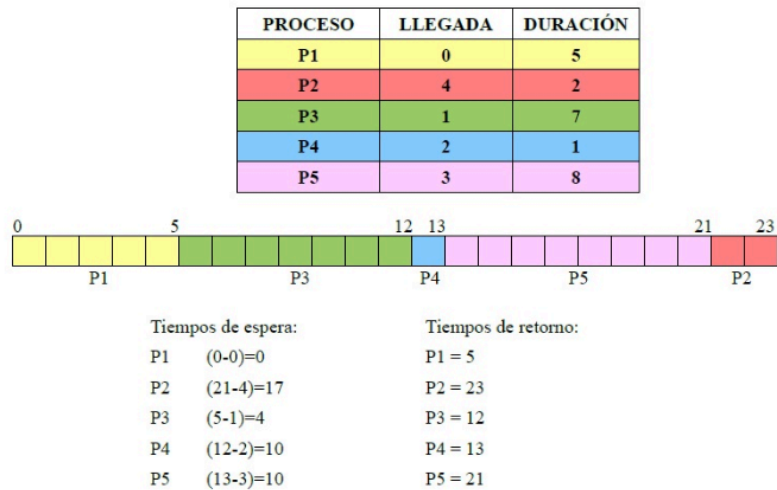 PROCESO LLEGADA DURACIÓN
P1 0 5
P2 4 2
P3 1 7
P4 2 1
P5 3 8
0 5 12 13 21 23
P1 P3 P4 P5 P2
Tiempos de espera: Tiempos de retorno:
P1 (0-0)=0 P1 = 5
P2 (21-4)=17 P2 = 23
P3 (5-1)=4 P3 = 12
P4 (12-2)=10 P4 = 13
P5 (13-3)=10 P5 = 21